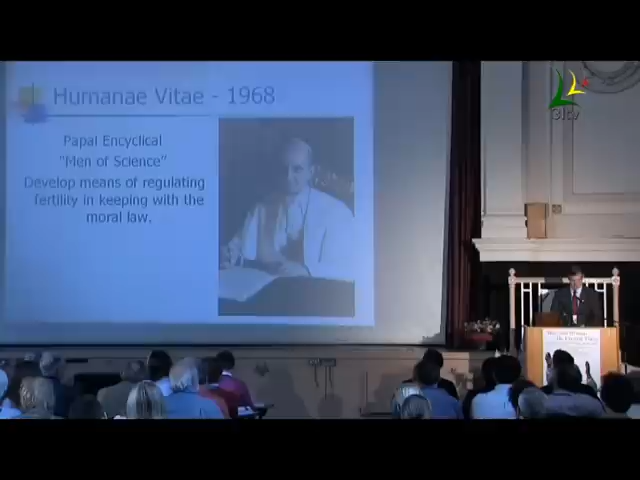 Humanae Vitae - 1968
Papal Encyclical
"Men of Science"
Develop means of regulating
fertility in keeping with the
moral law.
3ltv